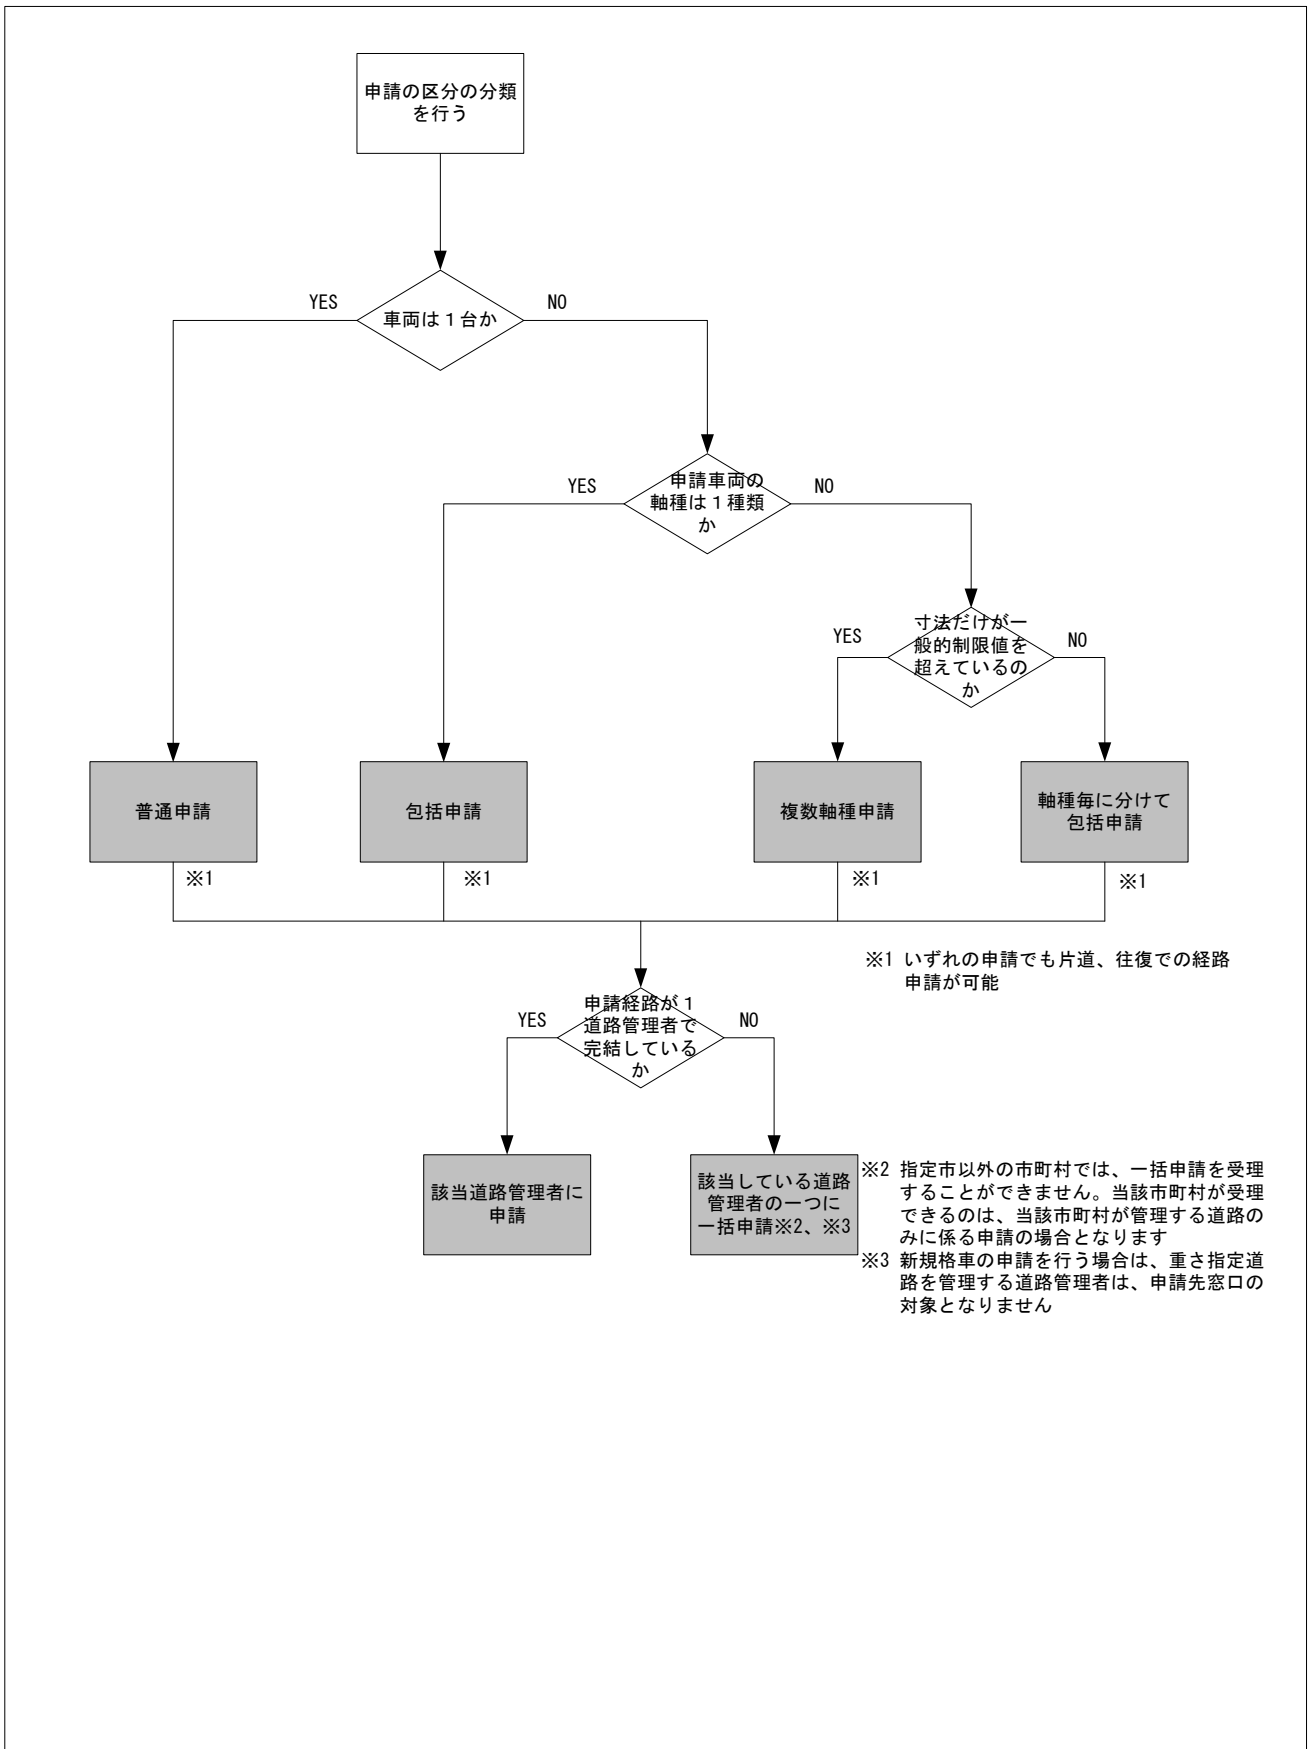 申請の区分の分類
を行う
YES
NO
車両は１台か
YES
NO
申請車両の
軸種は１種類
か
YES
NO
寸法だけが一
般的制限値を
超えているの
か
普通申請
包括申請
複数軸種申請
軸種毎に分けて
包括申請
※1
※1
※1
※1
※1 いずれの申請でも片道、往復での経路
申請が可能
YES
NO
申請経路が１
道路管理者で
完結している
か
該当道路管理者に
申請
該当している道路
管理者の一つに
一括申請※2、※3
※2 指定市以外の市町村では、一括申請を受理
することができません。当該市町村が受理
できるのは、当該市町村が管理する道路の
みに係る申請の場合となります
※3 新規格車の申請を行う場合は、重さ指定道
路を管理する道路管理者は、申請先窓口の
対象となりません